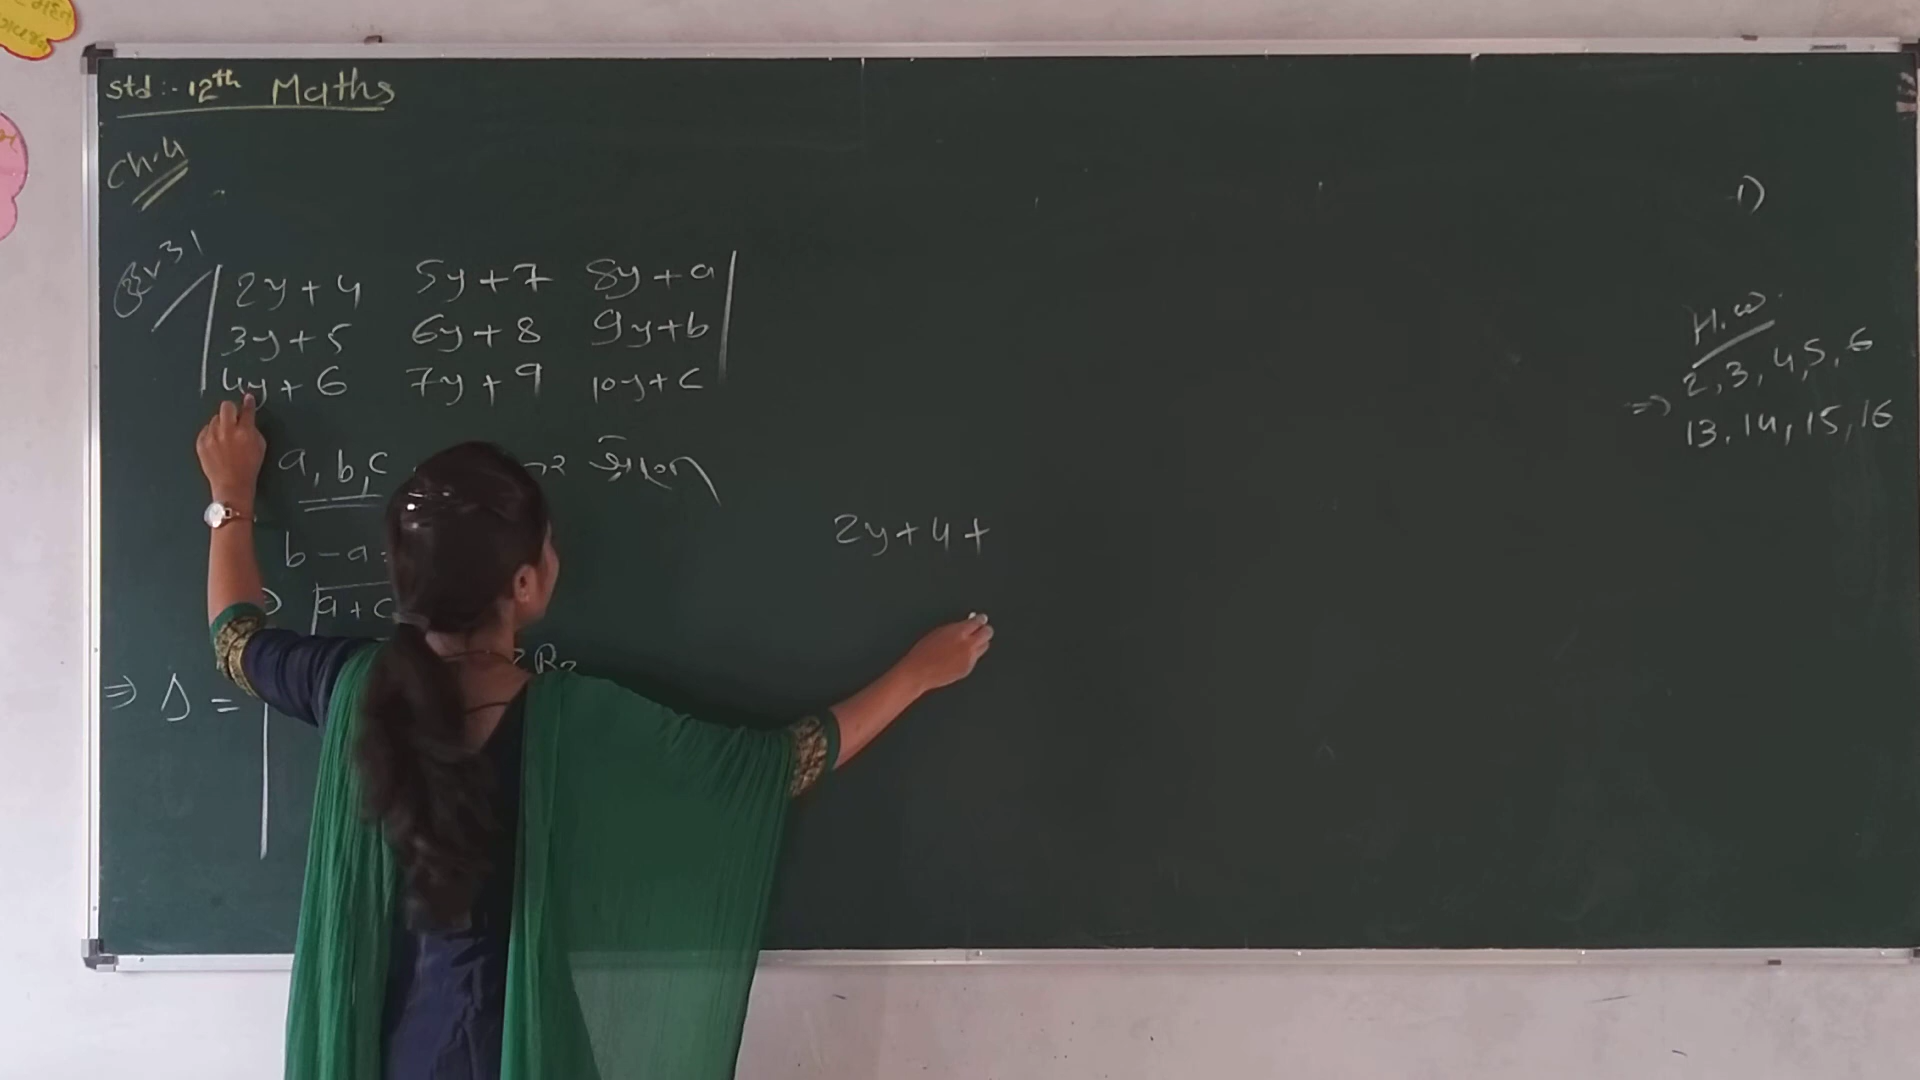 std :- 12th Maths
Ch. 4
2y+4 5y+7 8y+a
3y+5 6y+8 9y+b
4y+6 7y+9 10y+c
a, b, c
b-a=
⇒ a+c
2R2
⇒ Δ =
2y+4+
1)
H.W.
⇒ 2, 3, 4, 5, 6
13, 14, 15, 16